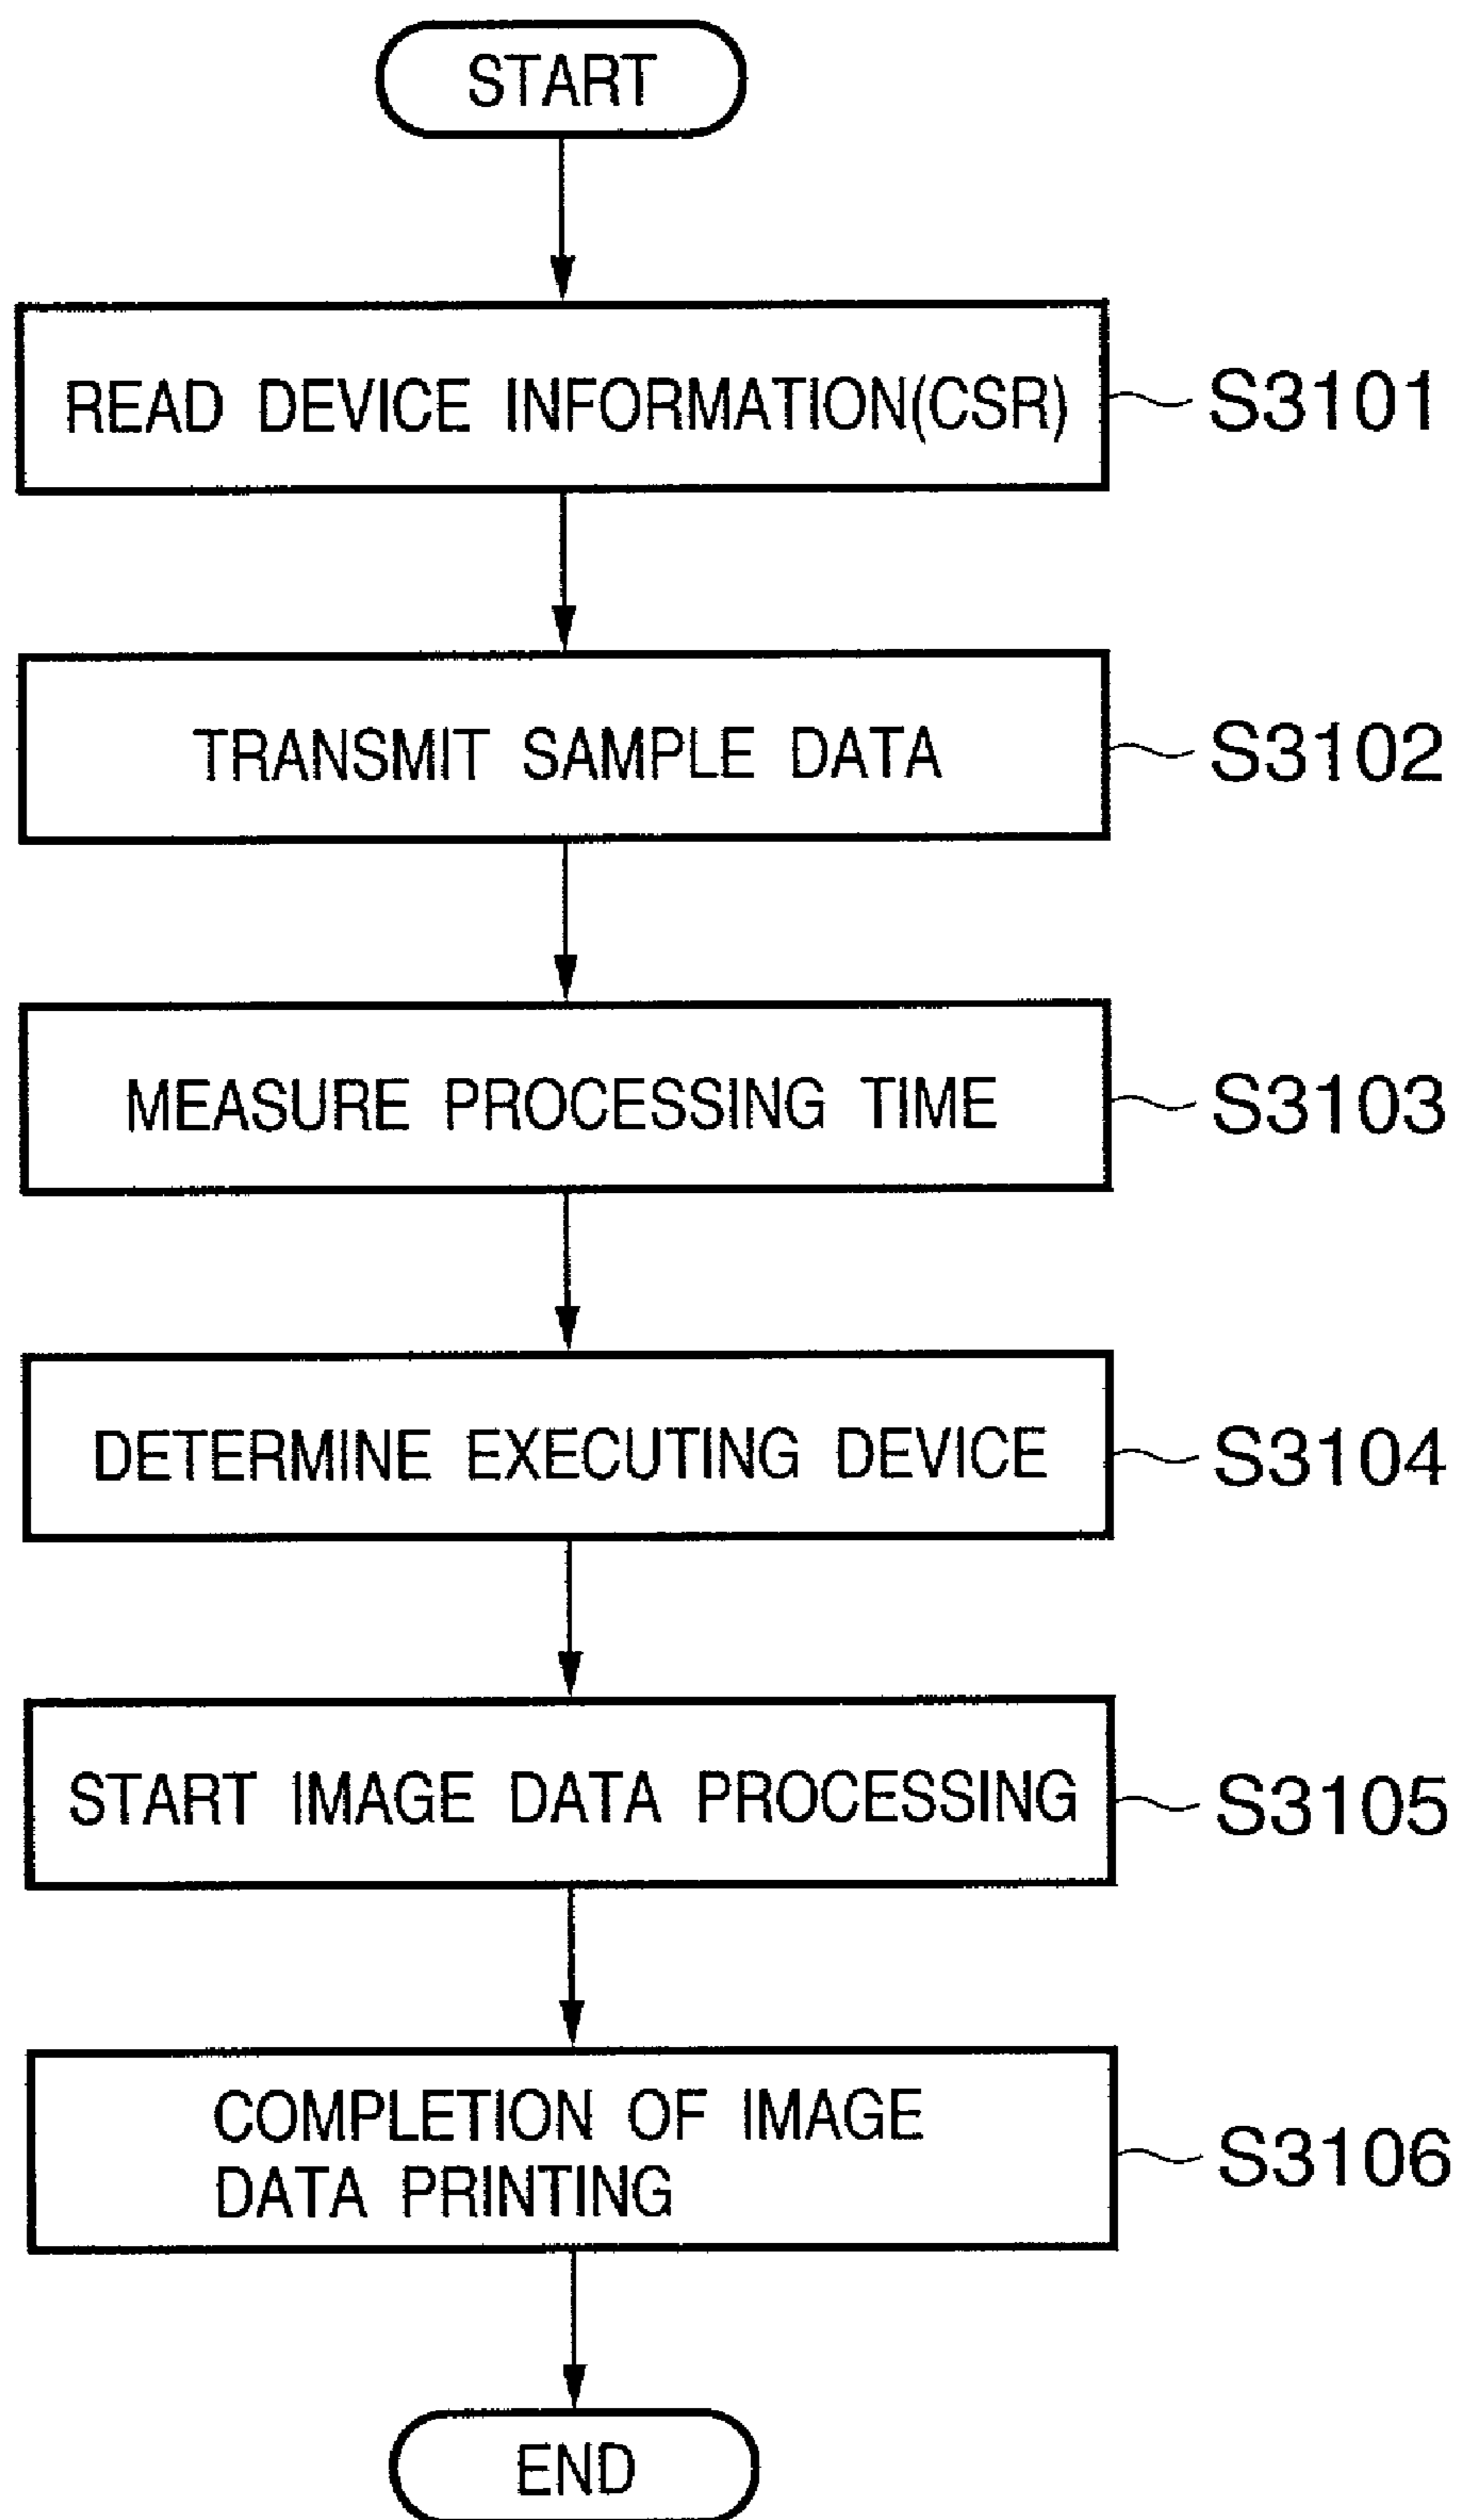 START
READ DEVICE INFORMATION(CSR)
S3101
TRANSMIT SAMPLE DATA
S3102
MEASURE PROCESSING TIME
S3103
DETERMINE EXECUTING DEVICE
S3104
START IMAGE DATA PROCESSING
S3105
COMPLETION OF IMAGE
DATA PRINTING
S3106
END